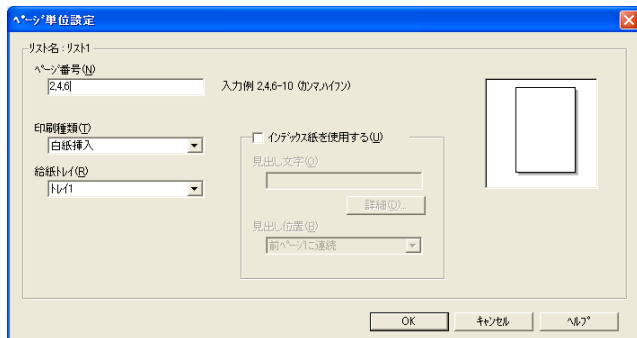 ページ単位設定
リスト名：リスト1
ページ番号(N)
2,4,6
入力例 2,4,6-10 (カンマ,ハイフン)
印刷種類(T)
白紙挿入
給紙トレイ(R)
トレイ1
インデックス紙を使用する(U)
見出し文字(O)
詳細(D)...
見出し位置(B)
前ページに連続
OK
キャンセル
ヘルプ